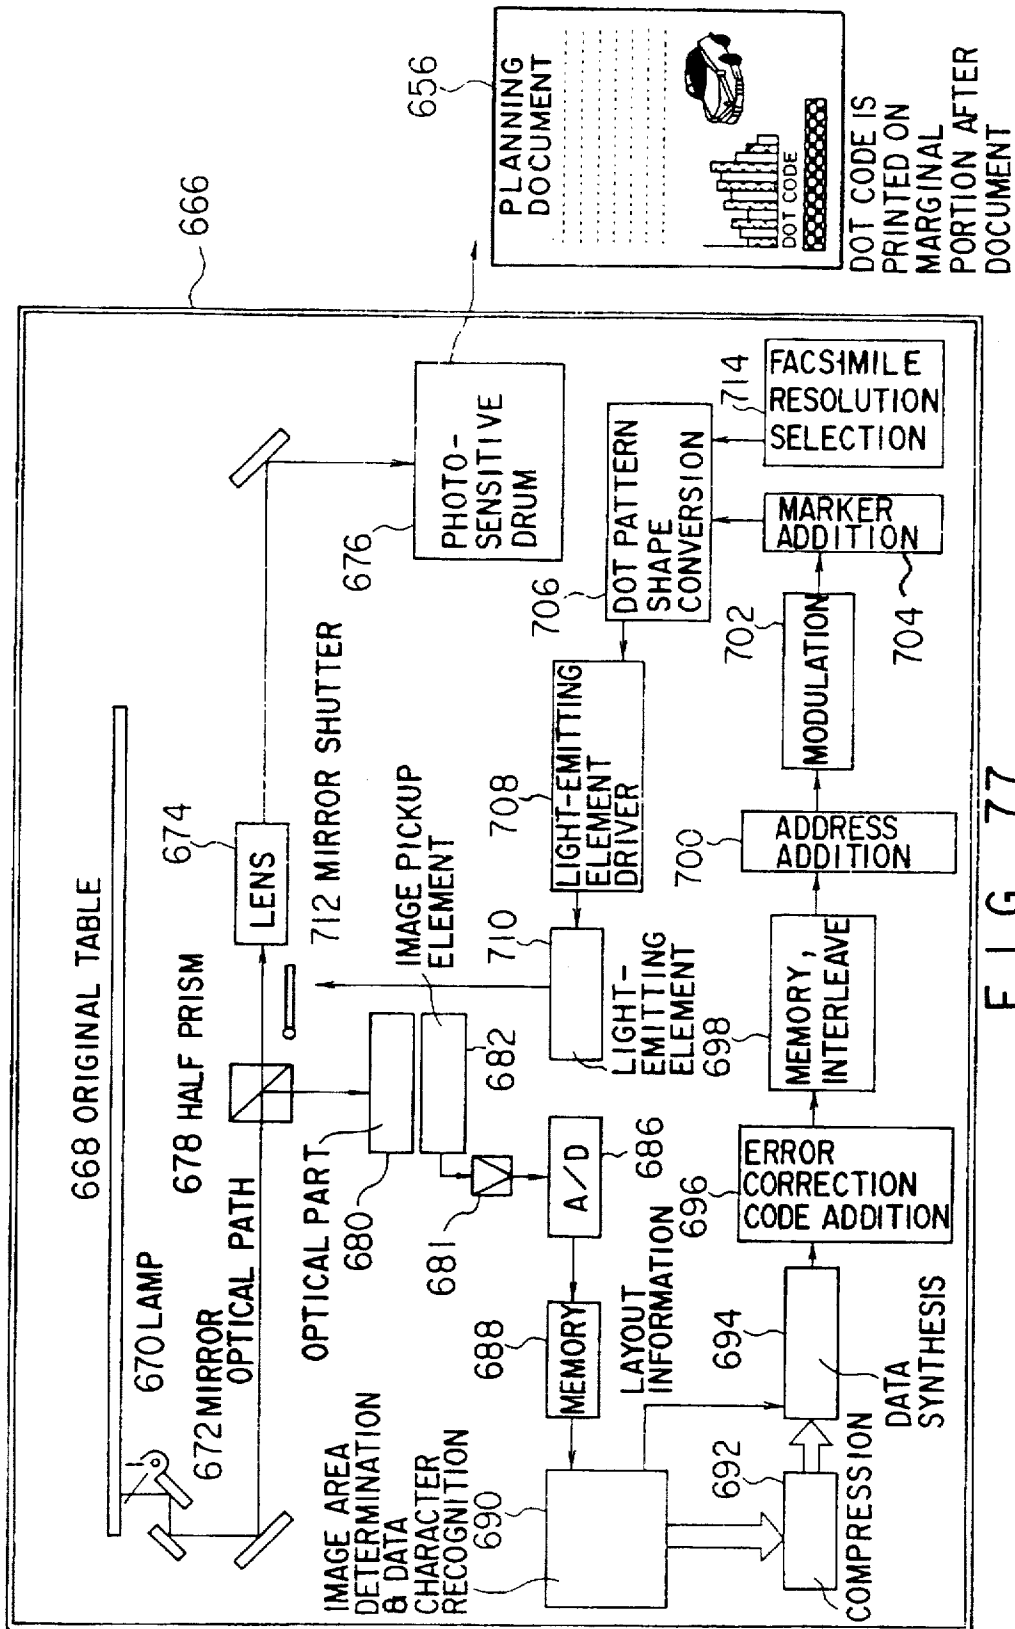 668 ORIGINAL TABLE
670 LAMP
672 MIRROR
OPTICAL PATH
678 HALF PRISM
674
LENS
712 MIRROR SHUTTER
666
656
PLANNING
DOCUMENT
DOT CODE
DOT CODE IS
PRINTED ON
MARGINAL
PORTION AFTER
DOCUMENT
676
PHOTO-
SENSITIVE
DRUM
OPTICAL PART
680
IMAGE PICKUP
ELEMENT
682
681
A/D
686
688
MEMORY
IMAGE AREA
DETERMINATION
& DATA
CHARACTER
RECOGNITION
690
LAYOUT
INFORMATION
692
COMPRESSION
694
DATA
SYNTHESIS
696
ERROR
CORRECTION
CODE ADDITION
698
MEMORY,
INTERLEAVE
700
ADDRESS
ADDITION
702
MODULATION
704
MARKER
ADDITION
714
FACSIMILE
RESOLUTION
SELECTION
706
DOT PATTERN
SHAPE
CONVERSION
708
LIGHT-EMITTING
ELEMENT
DRIVER
710
LIGHT-
EMITTING
ELEMENT
FIG. 77